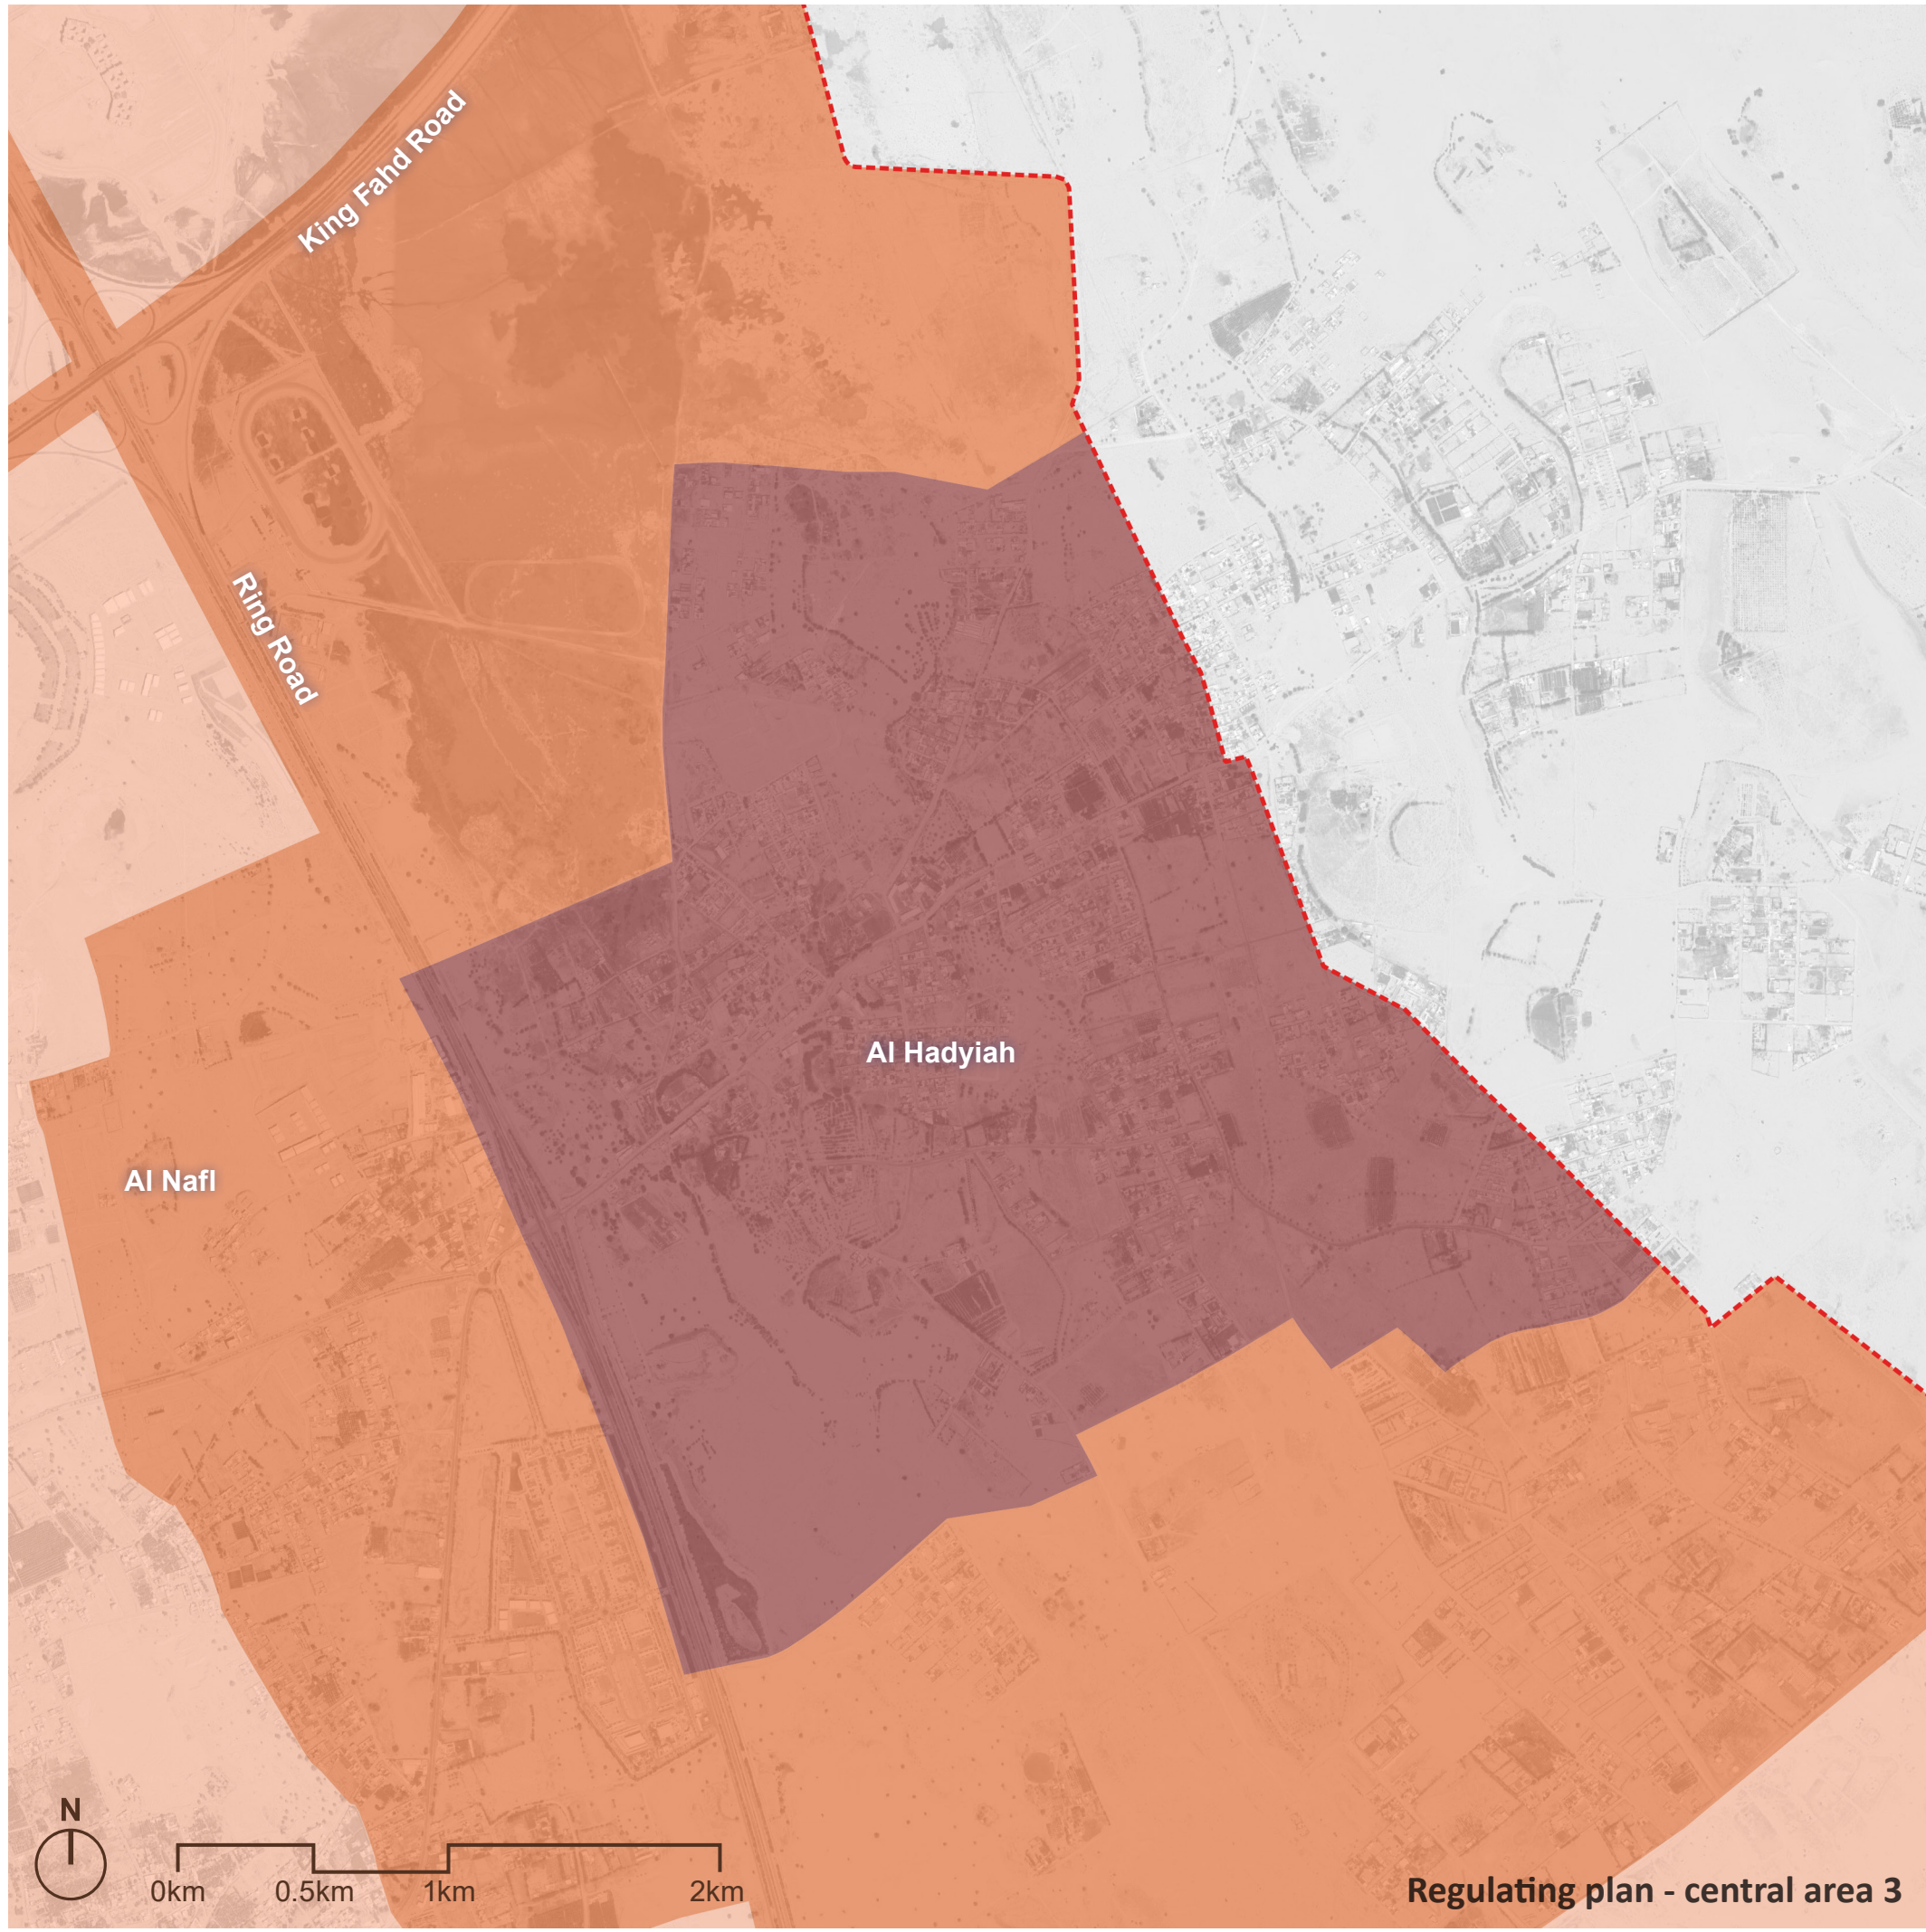 King Fahd Road
Ring Road
Al Hadyiah
Al Nafl
N
0km 0.5km 1km 2km
Regulating plan - central area 3